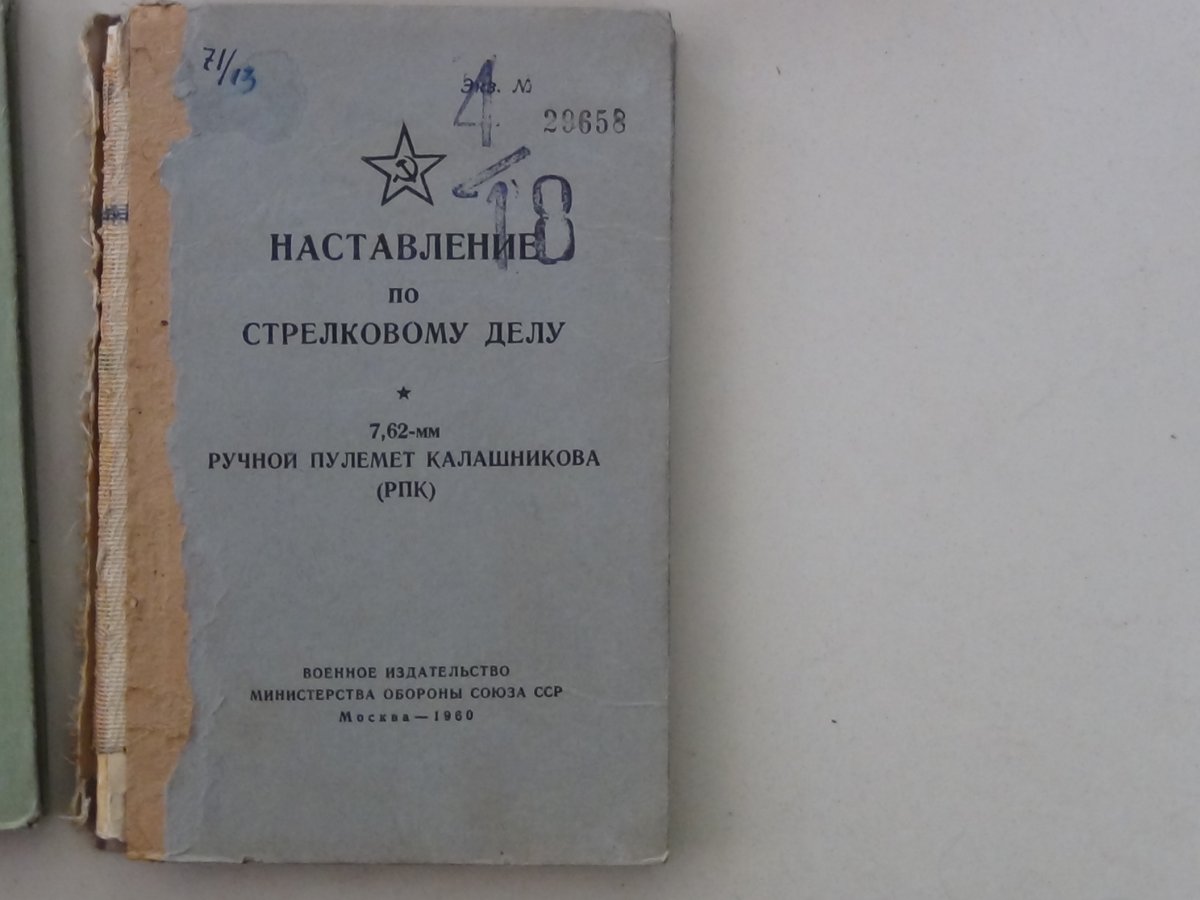 71/13
Экз. №
29658
4/18
НАСТАВЛЕНИЕ
ПО
СТРЕЛКОВОМУ ДЕЛУ
7,62-мм
РУЧНОЙ ПУЛЕМЕТ КАЛАШНИКОВА
(РПК)
ВОЕННОЕ ИЗДАТЕЛЬСТВО
МИНИСТЕРСТВА ОБОРОНЫ СОЮЗА ССР
Москва — 1960